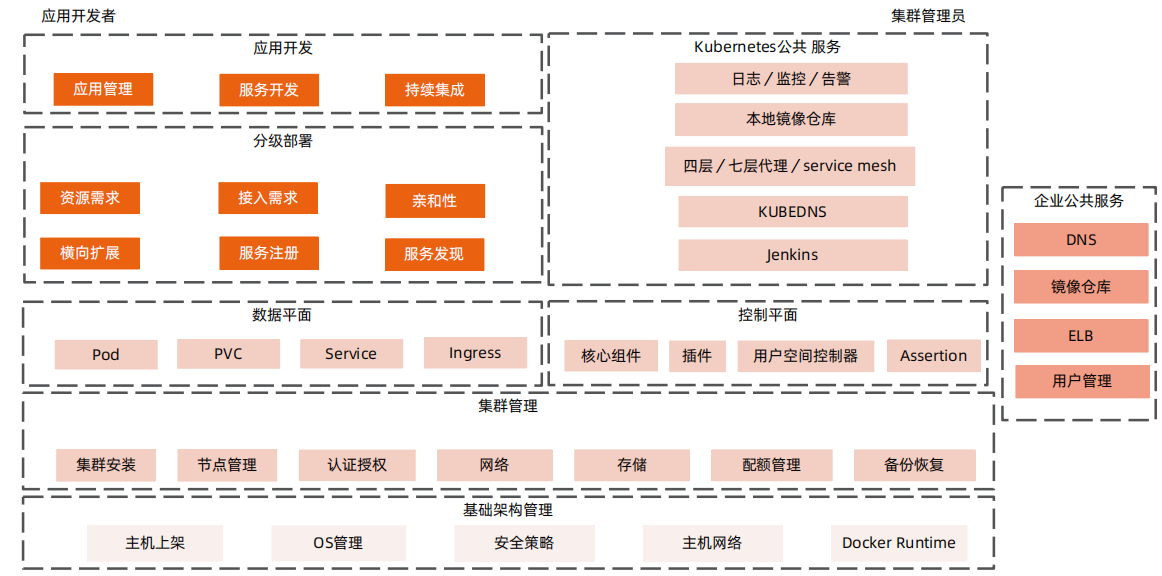 应用开发者
集群管理员
应用开发
应用管理
服务开发
持续集成
分级部署
资源需求
接入需求
亲和性
横向扩展
服务注册
服务发现
Kubernetes公共 服务
日志／监控／告警
本地镜像仓库
四层／七层代理／service mesh
KUBEDNS
Jenkins
企业公共服务
DNS
镜像仓库
ELB
用户管理
数据平面
Pod
PVC
Service
Ingress
控制平面
核心组件
插件
用户空间控制器
Assertion
集群管理
集群安装
节点管理
认证授权
网络
存储
配额管理
备份恢复
基础架构管理
主机上架
OS管理
安全策略
主机网络
Docker Runtime